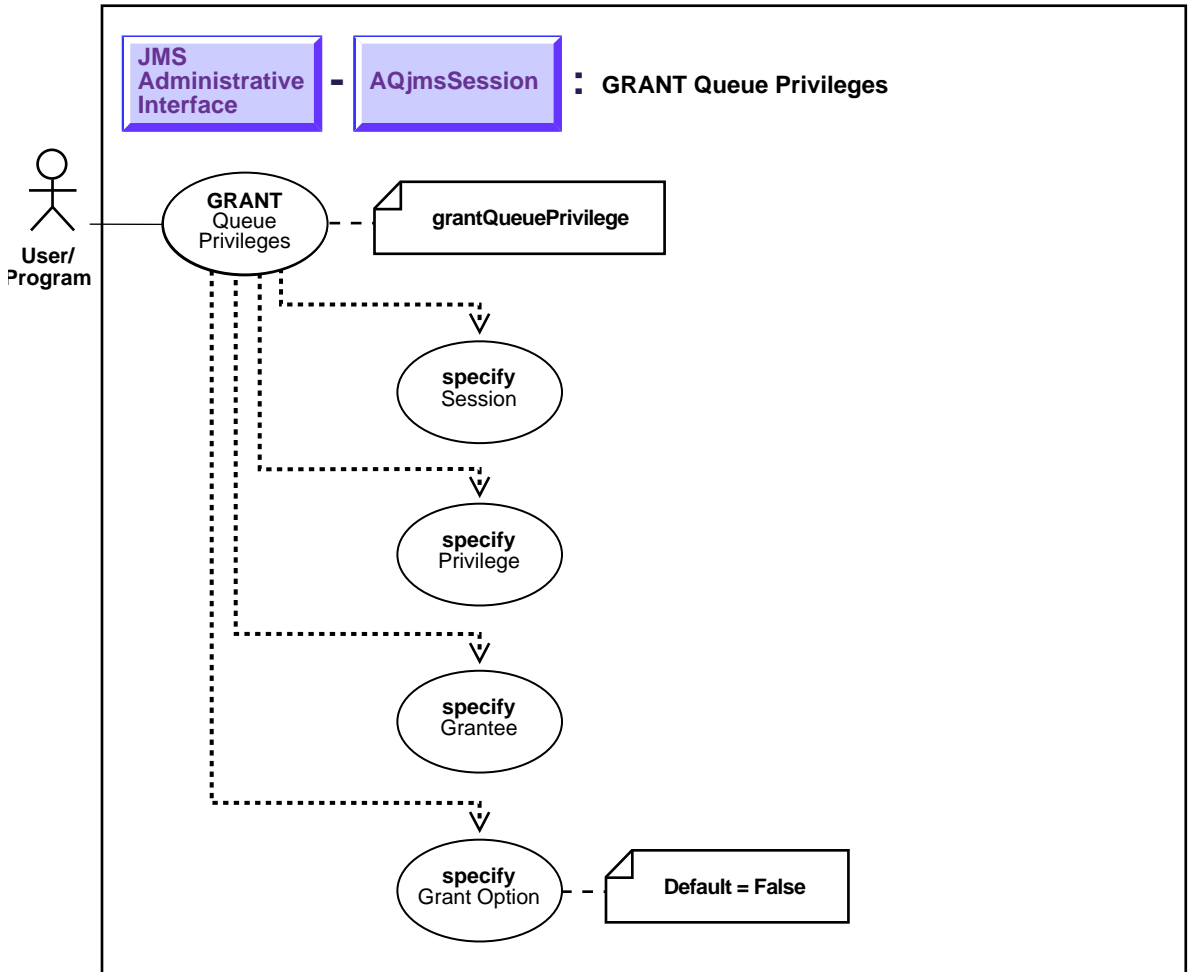 JMS
Administrative
Interface
-
AQjmsSession
:
GRANT Queue Privileges
GRANT
Queue
Privileges
grantQueuePrivilege
User/
Program
specify
Session
specify
Privilege
specify
Grantee
specify
Grant Option
Default = False